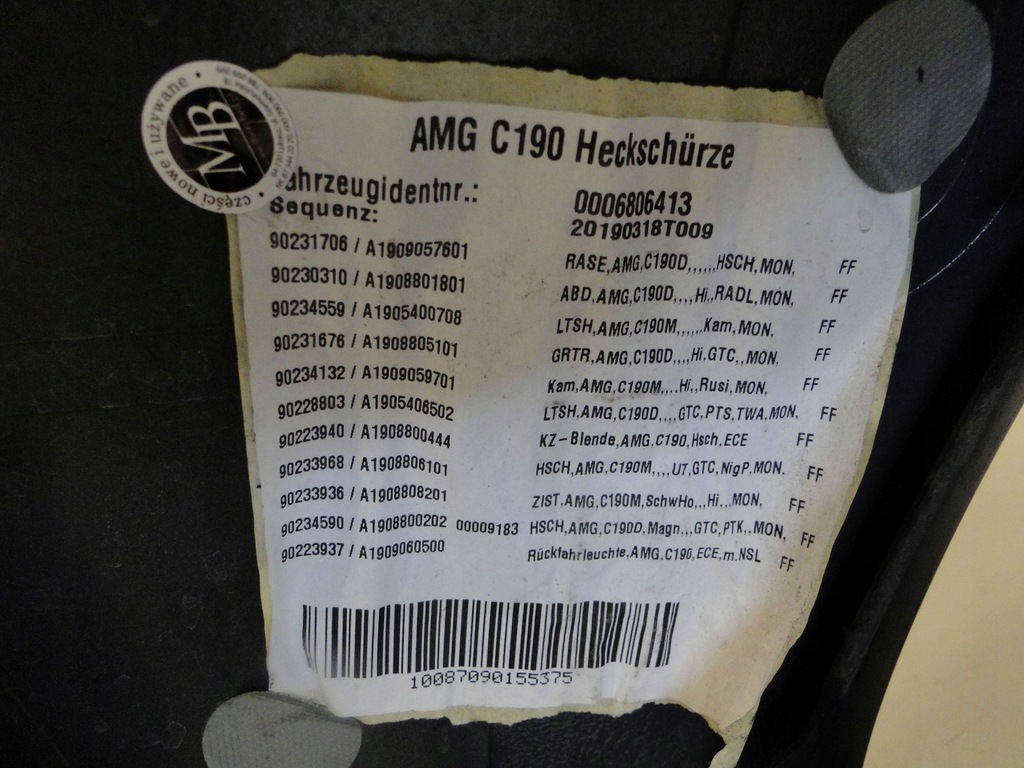 części nowe i używane
MB
AMG C190 Heckschürze
ahrzeugidentnr.: 0006806413
Sequenz: 20190318T009
90231706 / A1909057601 RASE,AMG,C190D,,,,,,HSCH,MON, FF
90230310 / A1908801801 ABD,AMG,C190D,,,,Hi,,RADL,MON, FF
90234559 / A1905400708 LTSH,AMG,C190M,,,,,,Kam,MON, FF
90231676 / A1908805101 GRTR,AMG,C190D,,,,Hi,GTC,,MON, FF
90234132 / A1909059701 Kam,AMG,C190M,,,,Hi,,Rusi,MON, FF
90228803 / A1905406502 LTSH,AMG,C190D,,,,GTC,PTS,TWA,MON, FF
90223940 / A1908800444 KZ-Blende,AMG,C190,Hsch,ECE FF
90233968 / A1908806101 HSCH,AMG,C190M,,,,U7,GTC,NigP,MON, FF
90233936 / A1908808201 ZIST,AMG,C190M,SchwHo,,,Hi,,,MON, FF
90234590 / A1908800202 00009183 HSCH,AMG,C190D,Magn,,,GTC,PTK,,MON, FF
90223937 / A1909060500 Rückfahrleuchte,AMG,C190,ECE,m.NSL FF
10087090155375